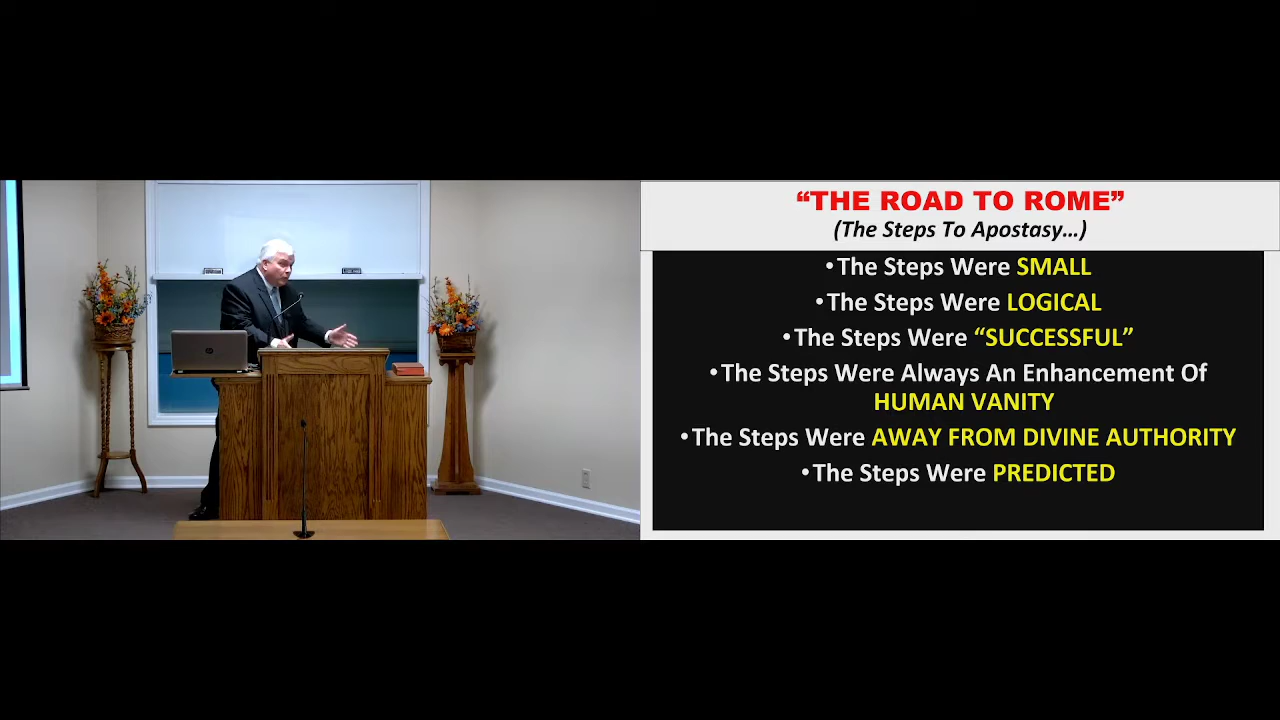 “THE ROAD TO ROME”
(The Steps To Apostasy…)
•The Steps Were SMALL
•The Steps Were LOGICAL
•The Steps Were “SUCCESSFUL”
•The Steps Were Always An Enhancement Of
HUMAN VANITY
•The Steps Were AWAY FROM DIVINE AUTHORITY
•The Steps Were PREDICTED